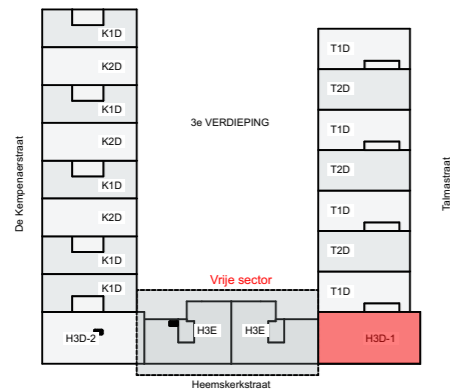 K1D
K2D
K1D
K2D
K1D
K2D
K1D
K1D
H3D-2
De Kempenaerstraat
3e VERDIEPING
Vrije sector
H3E
H3E
Heemskerkstraat
T1D
T2D
T1D
T2D
T1D
T2D
T1D
H3D-1
Talmastraat